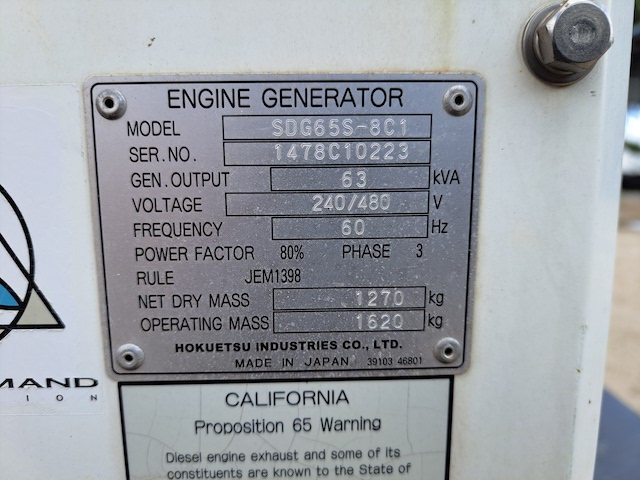 ENGINE GENERATOR
MODEL SDG65S-8C1
SER.NO. 1478C10223
GEN.OUTPUT 63 kVA
VOLTAGE 240/480 V
FREQUENCY 60 Hz
POWER FACTOR 80% PHASE 3
RULE JEM1398
NET DRY MASS 1270 kg
OPERATING MASS 1620 kg
HOKUETSU INDUSTRIES CO., LTD.
MADE IN JAPAN 39103 46801
MAND
ION
CALIFORNIA
Proposition 65 Warning
Diesel engine exhaust and some of its
constituents are known to the State of